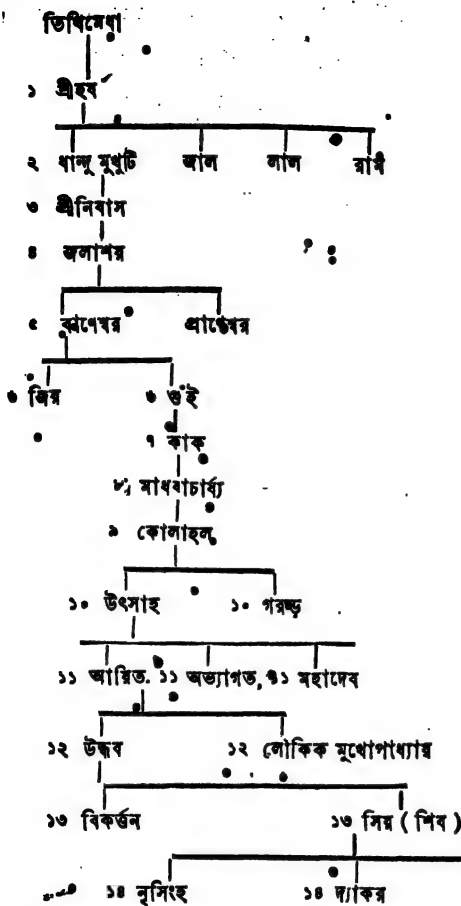 তিথিমেধা
১ শ্রীহর্ষ
২ ধান্দু মুখুটি জাল লাল রাম
৩ শ্রীনিবাস
৪ জলাশয়
৫ বাণেশ্বর প্রাণেশ্বর
৬ জিয় ৬ গুঁই
৭ কাক
৮ মাধবাচার্য্য
৯ কোলাহল
১০ উৎসাহ ১০ গরুড়
১১ আয়িত. ১১ অভ্যাগত, ১১ মহাদেব
১২ উদ্ধব ১২ লৌকিক মুখোপাধ্যায়
১৩ বিকর্ত্তন ১৩ সিয় ( শিব )
১৪ নৃসিংহ ১৪ দ্যাকর